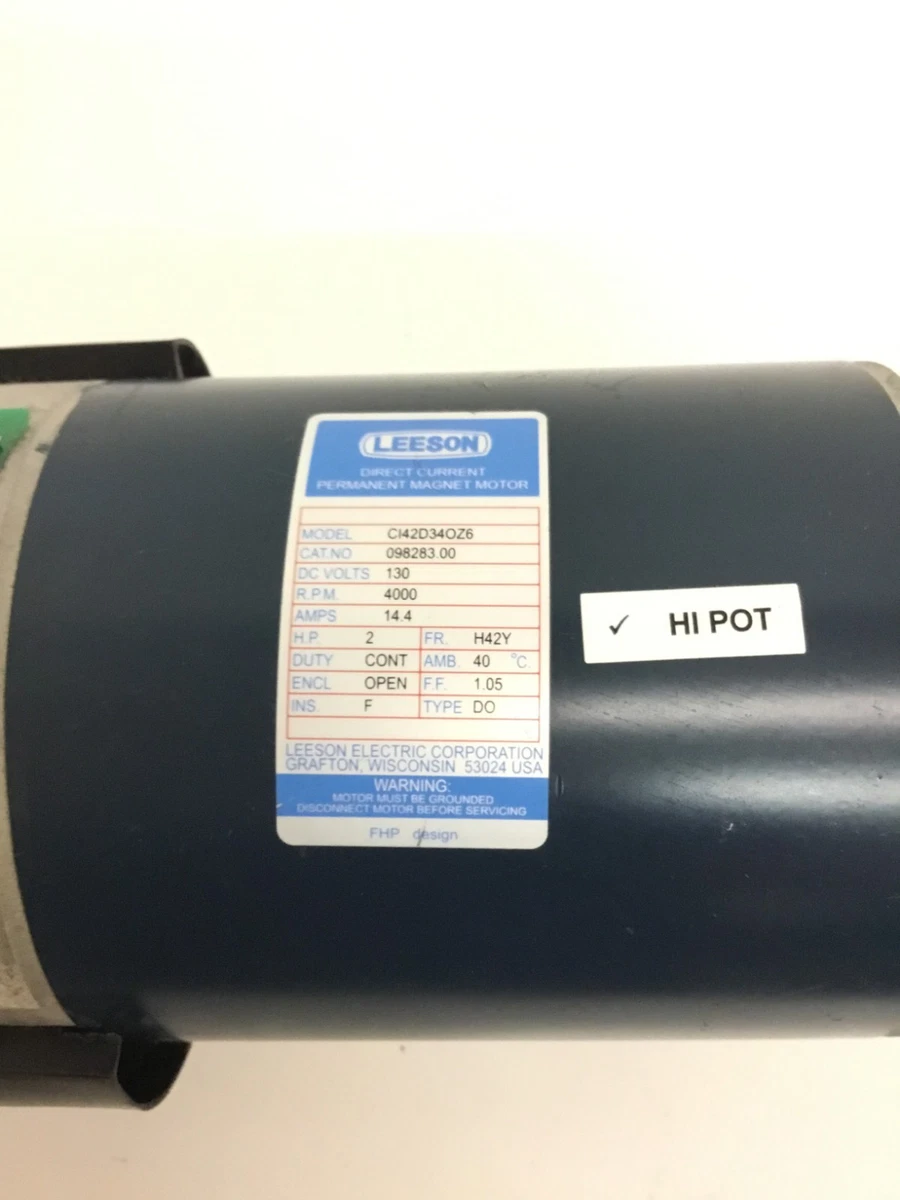 LEESON
DIRECT CURRENT
PERMANENT MAGNET MOTOR
MODEL CI42D34OZ6
CAT.NO 098283.00
DC VOLTS 130
R.P.M. 4000
AMPS 14.4
H.P. 2 FR. H42Y
DUTY CONT AMB. 40 °C.
ENCL OPEN F.F. 1.05
INS. F TYPE DO
LEESON ELECTRIC CORPORATION
GRAFTON, WISCONSIN 53024 USA
WARNING:
MOTOR MUST BE GROUNDED
DISCONNECT MOTOR BEFORE SERVICING
FHP design
✓ HI POT